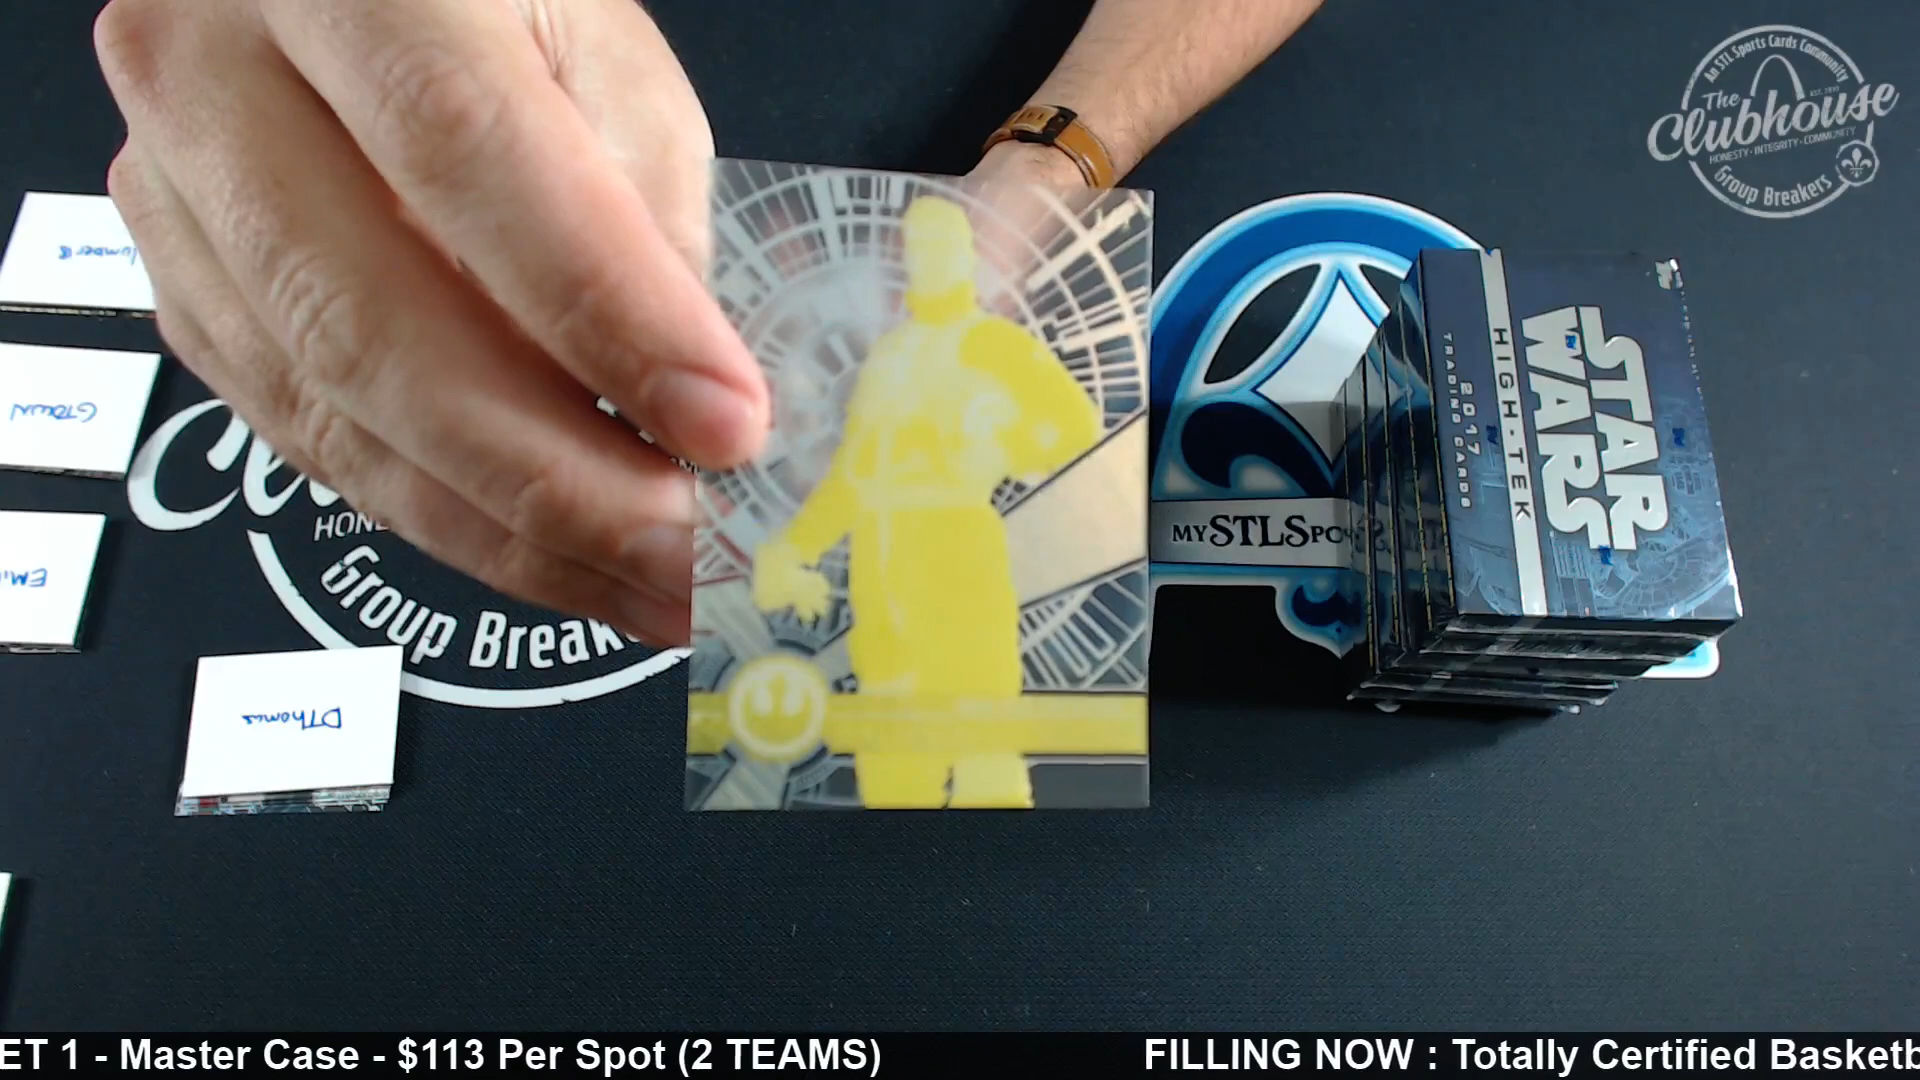 An STL Sports Cards Community
EST. 2010
The
Clubhouse
HONESTY · INTEGRITY · COMMUNITY
Group Breakers
GTOWN
DThomas
Group Break
MYSTLSPO
STAR
WARS
HIGH-TEK
2017
TRADING CARDS
ET 1 - Master Case - $113 Per Spot (2 TEAMS)
FILLING NOW : Totally Certified Basketb